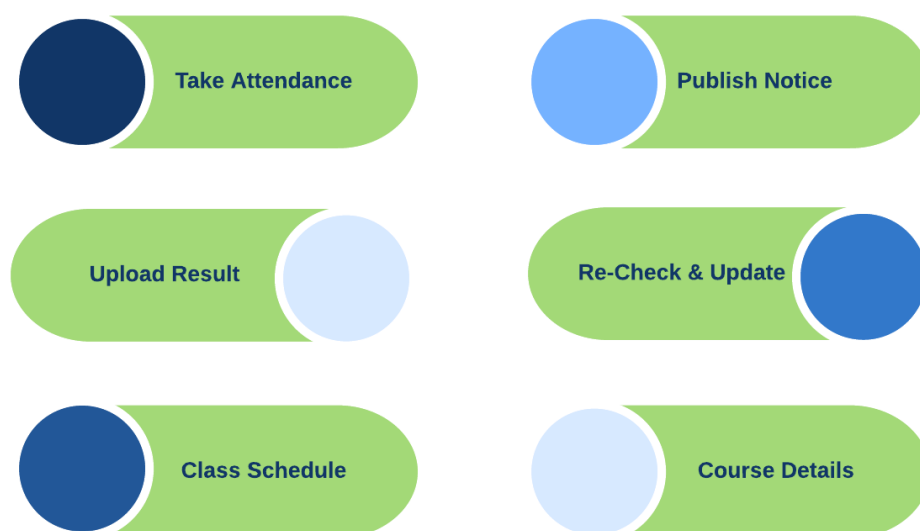 Take Attendance
Publish Notice
Upload Result
Re-Check & Update
Class Schedule
Course Details